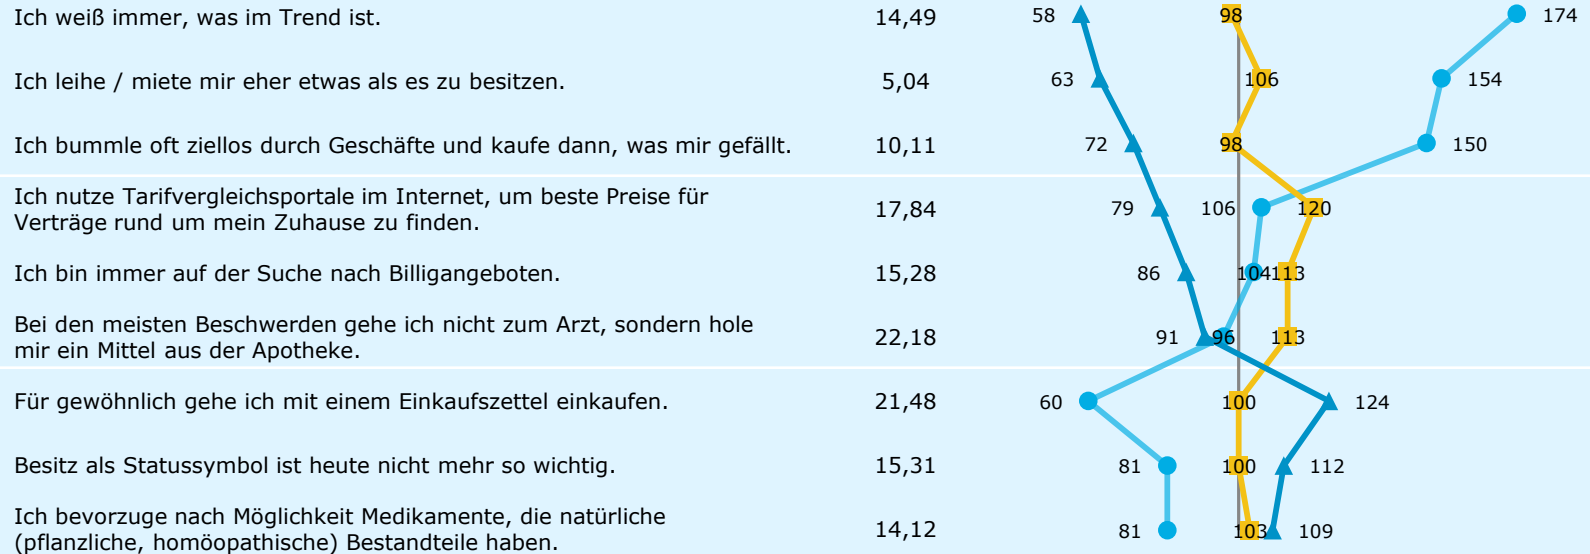 Ich weiß immer, was im Trend ist. 14,49 58 98 174
Ich leihe / miete mir eher etwas als es zu besitzen. 5,04 63 106 154
Ich bummle oft ziellos durch Geschäfte und kaufe dann, was mir gefällt. 10,11 72 98 150
Ich nutze Tarifvergleichsportale im Internet, um beste Preise für
Verträge rund um mein Zuhause zu finden. 17,84 79 106 120
Ich bin immer auf der Suche nach Billigangeboten. 15,28 86 104 113
Bei den meisten Beschwerden gehe ich nicht zum Arzt, sondern hole
mir ein Mittel aus der Apotheke. 22,18 91 96 113
Für gewöhnlich gehe ich mit einem Einkaufszettel einkaufen. 21,48 60 100 124
Besitz als Statussymbol ist heute nicht mehr so wichtig. 15,31 81 100 112
Ich bevorzuge nach Möglichkeit Medikamente, die natürliche
(pflanzliche, homöopathische) Bestandteile haben. 14,12 81 103 109